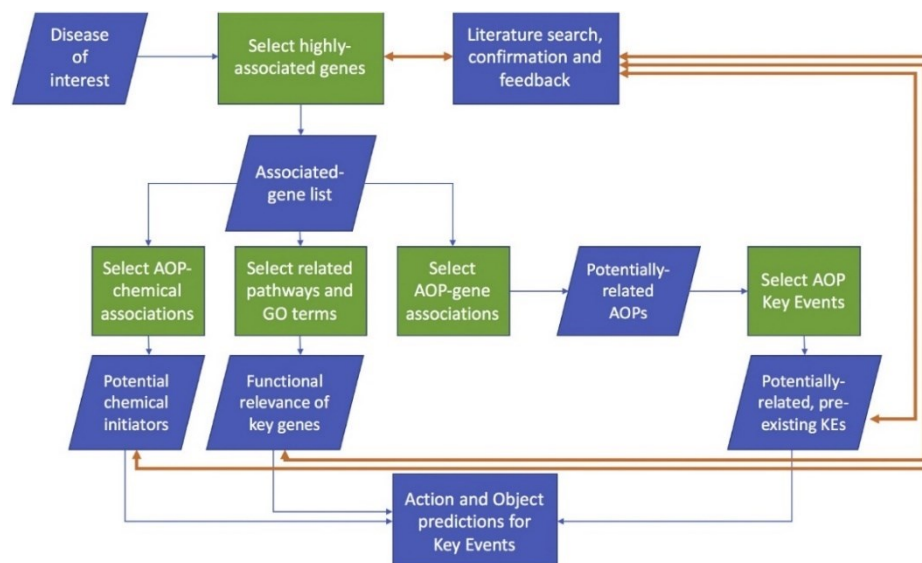 Disease
of
interest
Select highly-
associated genes
Literature search,
confirmation and
feedback
Associated-
gene list
Select AOP-
chemical
associations
Select related
pathways and
GO terms
Select
AOP-gene
associations
Potentially-
related
AOPs
Select AOP
Key Events
Potential
chemical
initiators
Functional
relevance of
key genes
Potentially-
related, pre-
existing KEs
Action and Object
predictions for
Key Events